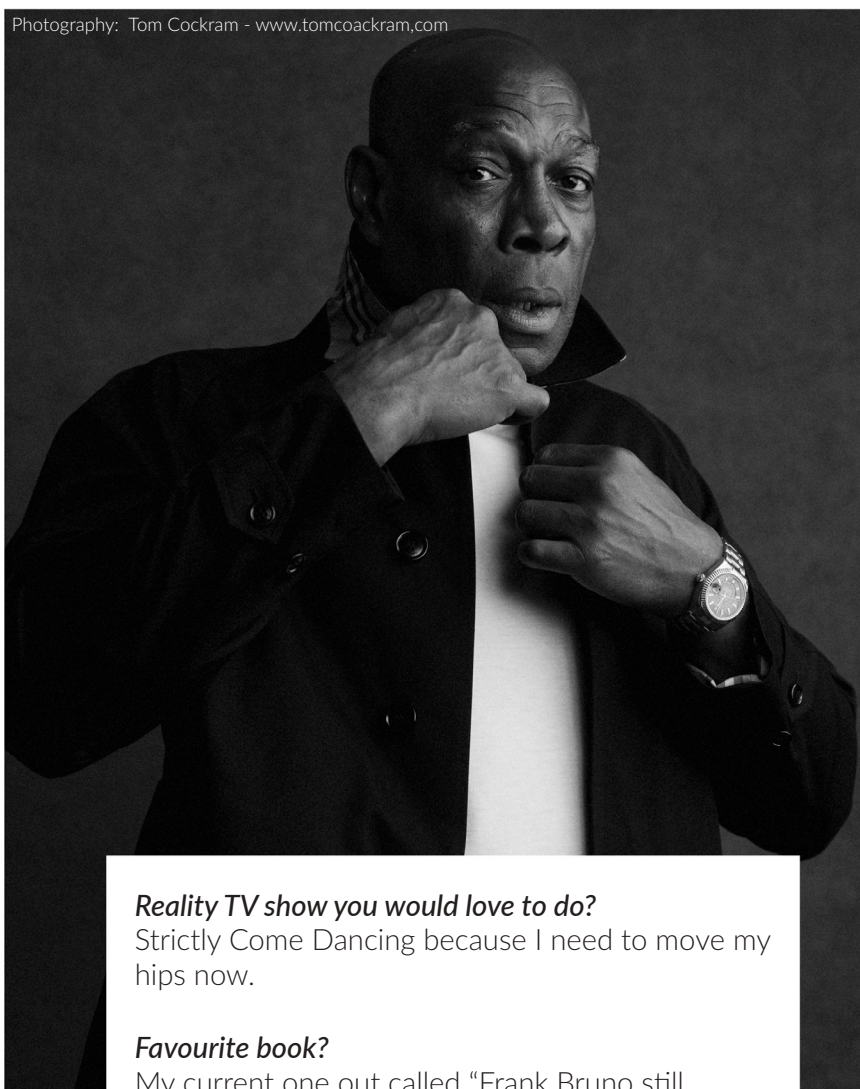 Photography:  Tom Cockram - www.tomcoackram,com
Reality TV show you would love to do?
Strictly Come Dancing because I need to move my
hips now.
Favourite book?
My current one out called “Frank Bruno still